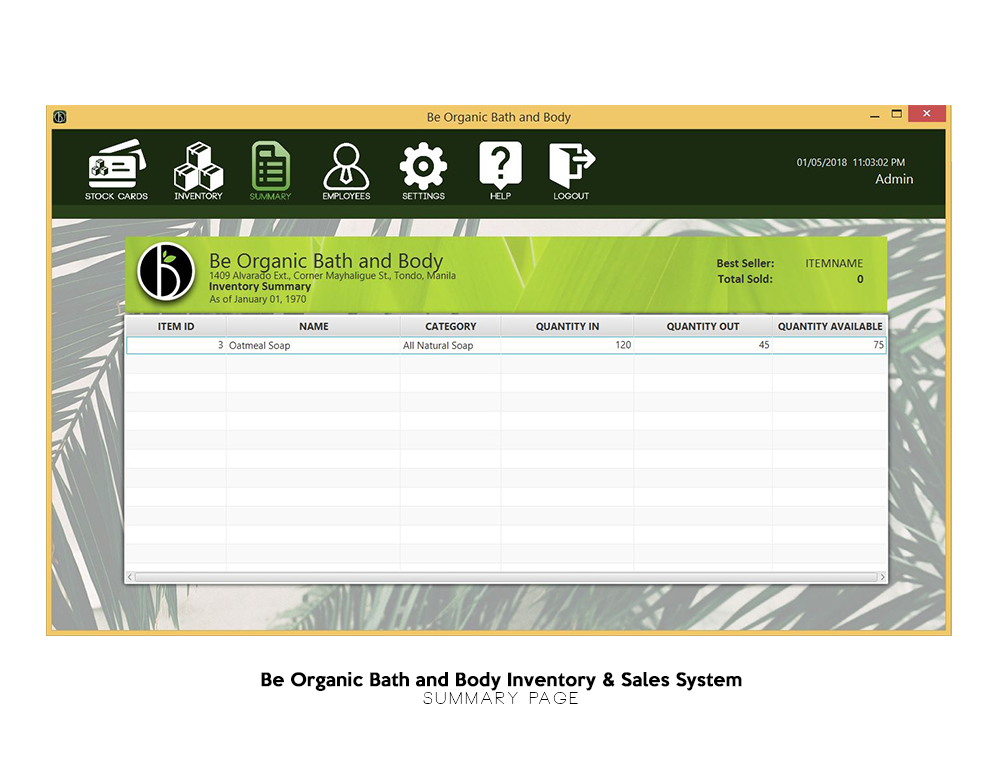 Be Organic Bath and Body
STOCK CARDS
INVENTORY
SUMMARY
EMPLOYEES
SETTINGS
HELP
LOGOUT
01/05/2018 11:03:02 PM
Admin
Be Organic Bath and Body
1409 Alvarado Ext., Corner Mayhaligue St., Tondo, Manila
Inventory Summary
As of January 01, 1970
Best Seller: ITEMNAME
Total Sold: 0
ITEM ID NAME CATEGORY QUANTITY IN QUANTITY OUT QUANTITY AVAILABLE
3 Oatmeal Soap All Natural Soap 120 45 75
Be Organic Bath and Body Inventory & Sales System
SUMMARY PAGE